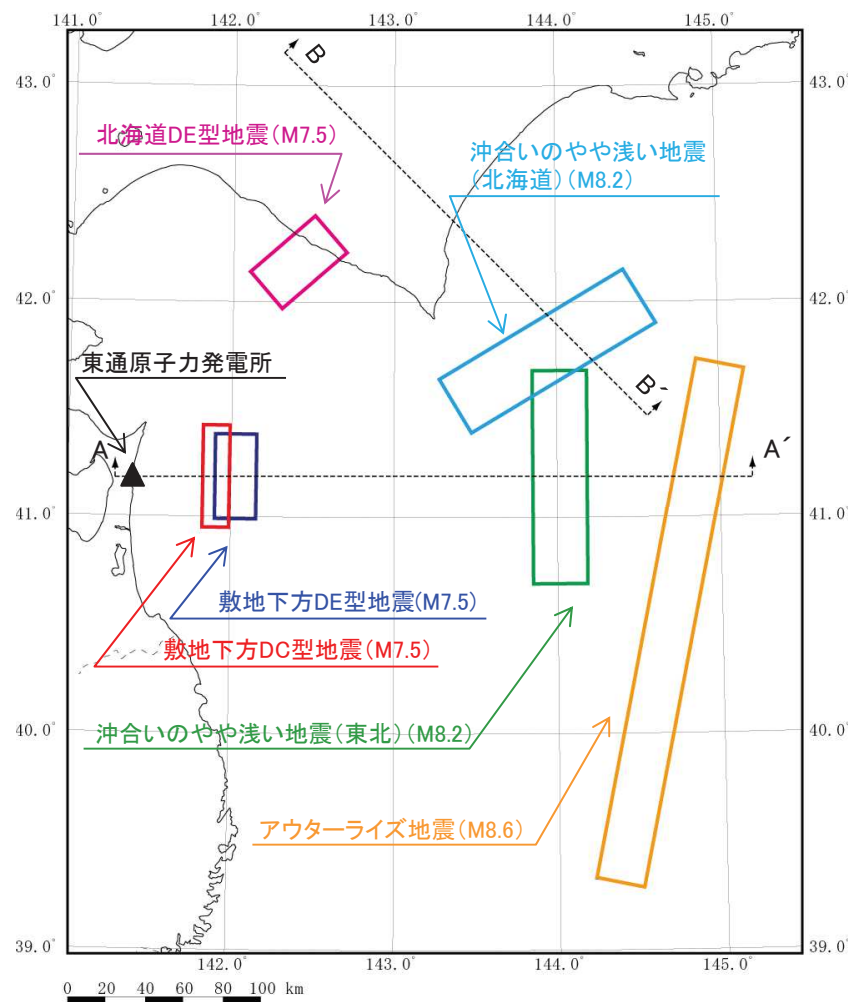 141.0° 142.0° 143.0° 144.0° 145.0°
43.0° 43.0°
B
北海道DE型地震(M7.5)
沖合いのやや浅い地震
(北海道)(M8.2)
42.0° 42.0°
東通原子力発電所
B´
A A´
41.0° 41.0°
敷地下方DE型地震(M7.5)
敷地下方DC型地震(M7.5)
沖合いのやや浅い地震(東北)(M8.2)
40.0° 40.0°
アウターライズ地震(M8.6)
39.0° 39.0°
142.0° 143.0° 144.0° 145.0°
0 20 40 60 80 100 km